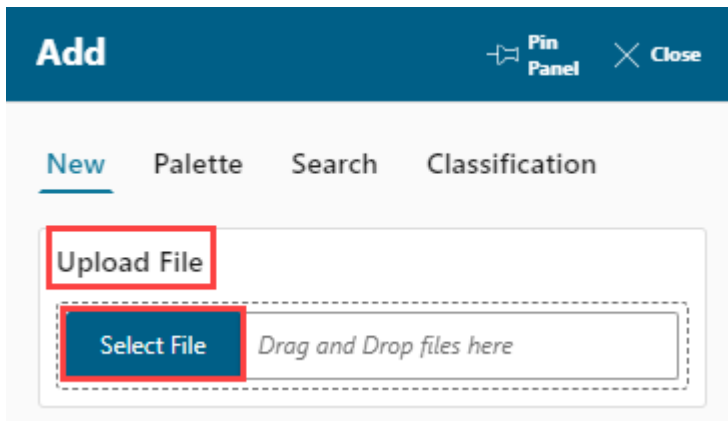 Add
Pin
Panel
Close
New Palette Search Classification
Upload File
Select File Drag and Drop files here